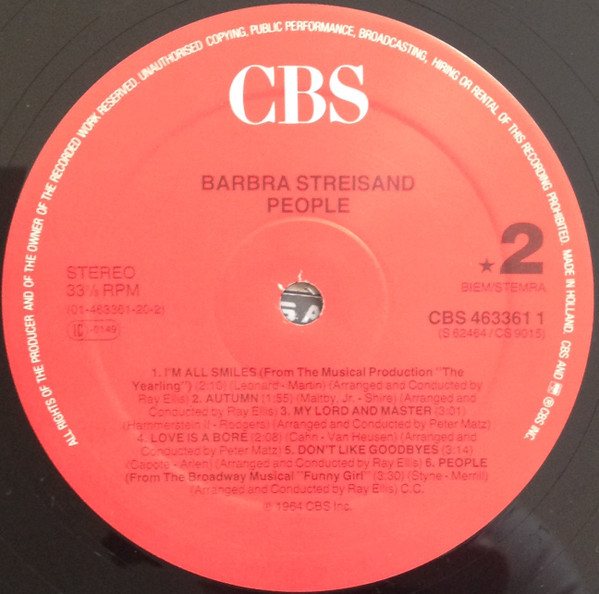 ALL RIGHTS OF THE PRODUCER AND OF THE OWNER OF THE RECORDED WORK RESERVED. UNAUTHORISED COPYING, PUBLIC PERFORMANCE, BROADCASTING, HIRING OR RENTAL OF THIS RECORDING PROHIBITED. MADE IN HOLLAND. CBS AND ARE ® CBS INC.
CBS
BARBRA STREISAND
PEOPLE
STEREO
33⅓ RPM
(01-463361-20-2)
LC-0149
★2
BIEM/STEMRA
CBS 463361 1
(S 62464 / CS 9015)
1. I'M ALL SMILES (From The Musical Production "The
Yearling") (2:10) (Leonard - Martin) (Arranged and Conducted by
Ray Ellis) 2. AUTUMN (1:55) (Maltby, Jr. - Shire) (Arranged
and Conducted by Ray Ellis) 3. MY LORD AND MASTER (3:01)
(Hammerstein II - Rodgers) (Arranged and Conducted by Peter Matz)
4. LOVE IS A BORE (2:08) (Cahn - Van Heusen) (Arranged and
Conducted by Peter Matz) 5. DON'T LIKE GOODBYES (3:14)
(Capote - Arlen) (Arranged and Conducted by Ray Ellis) 6. PEOPLE
(From The Broadway Musical "Funny Girl") (3:30) (Styne - Merrill)
(Arranged and Conducted by Ray Ellis) C.C.
℗ 1964 CBS Inc.